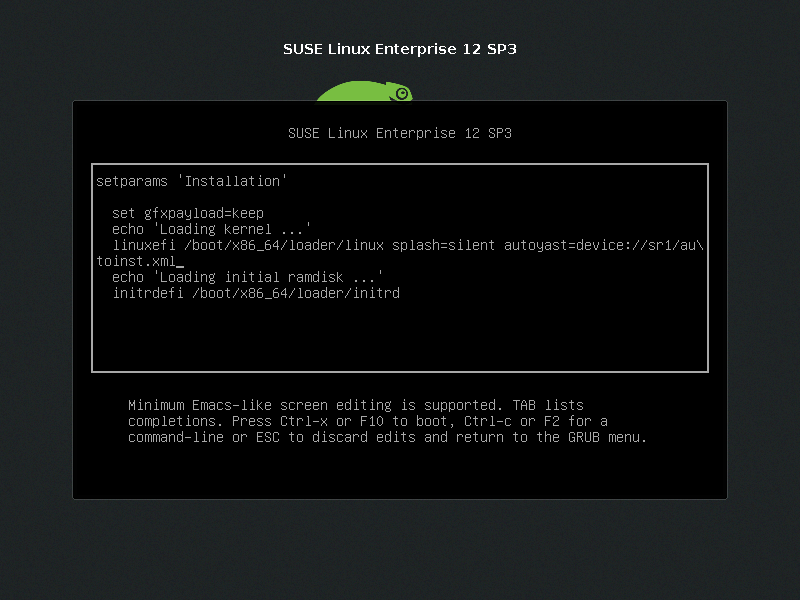 SUSE Linux Enterprise 12 SP3
SUSE Linux Enterprise 12 SP3
setparams 'Installation'
set gfxpayload=keep
echo 'Loading kernel ...'
linuxefi /boot/x86_64/loader/linux splash=silent autoyast=device://sr1/au\
toinst.xml_
echo 'Loading initial ramdisk ...'
initrdefi /boot/x86_64/loader/initrd
Minimum Emacs-like screen editing is supported. TAB lists
completions. Press Ctrl-x or F10 to boot, Ctrl-c or F2 for a
command-line or ESC to discard edits and return to the GRUB menu.